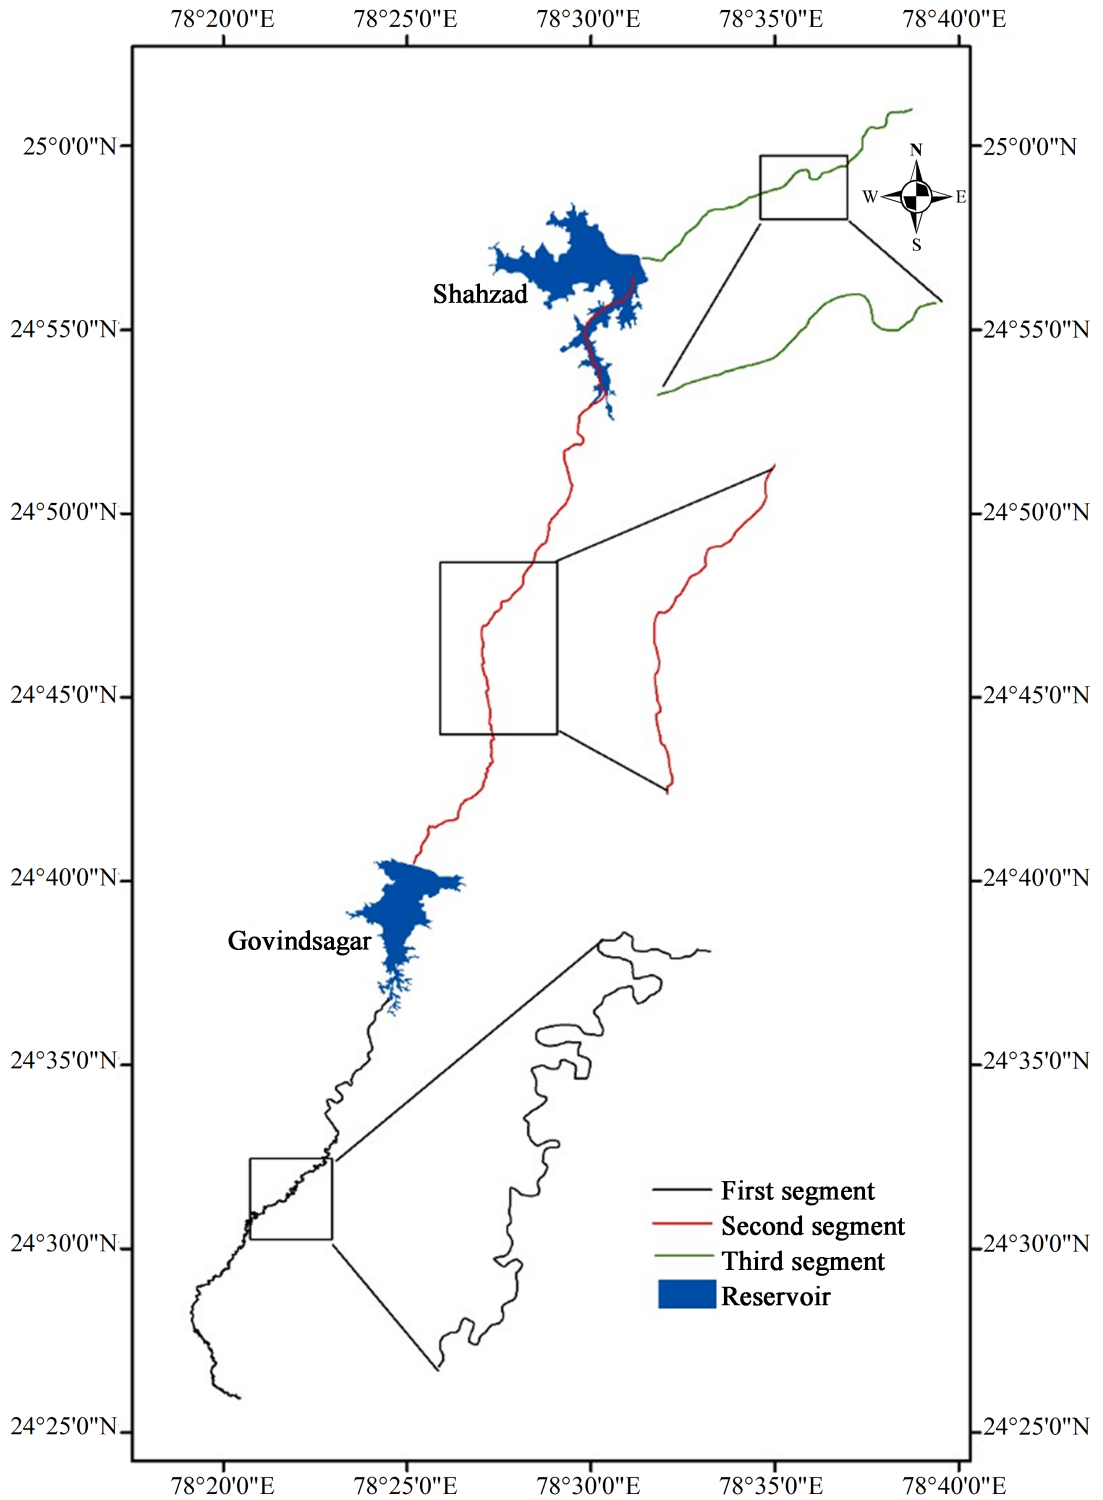 78°20'0"E 78°25'0"E 78°30'0"E 78°35'0"E 78°40'0"E
25°0'0"N 25°0'0"N
N
W E
S
Shahzad
24°55'0"N 24°55'0"N
24°50'0"N 24°50'0"N
24°45'0"N 24°45'0"N
24°40'0"N 24°40'0"N
Govindsagar
24°35'0"N 24°35'0"N
First segment
Second segment
24°30'0"N 24°30'0"N
Third segment
Reservoir
24°25'0"N 24°25'0"N
78°20'0"E 78°25'0"E 78°30'0"E 78°35'0"E 78°40'0"E